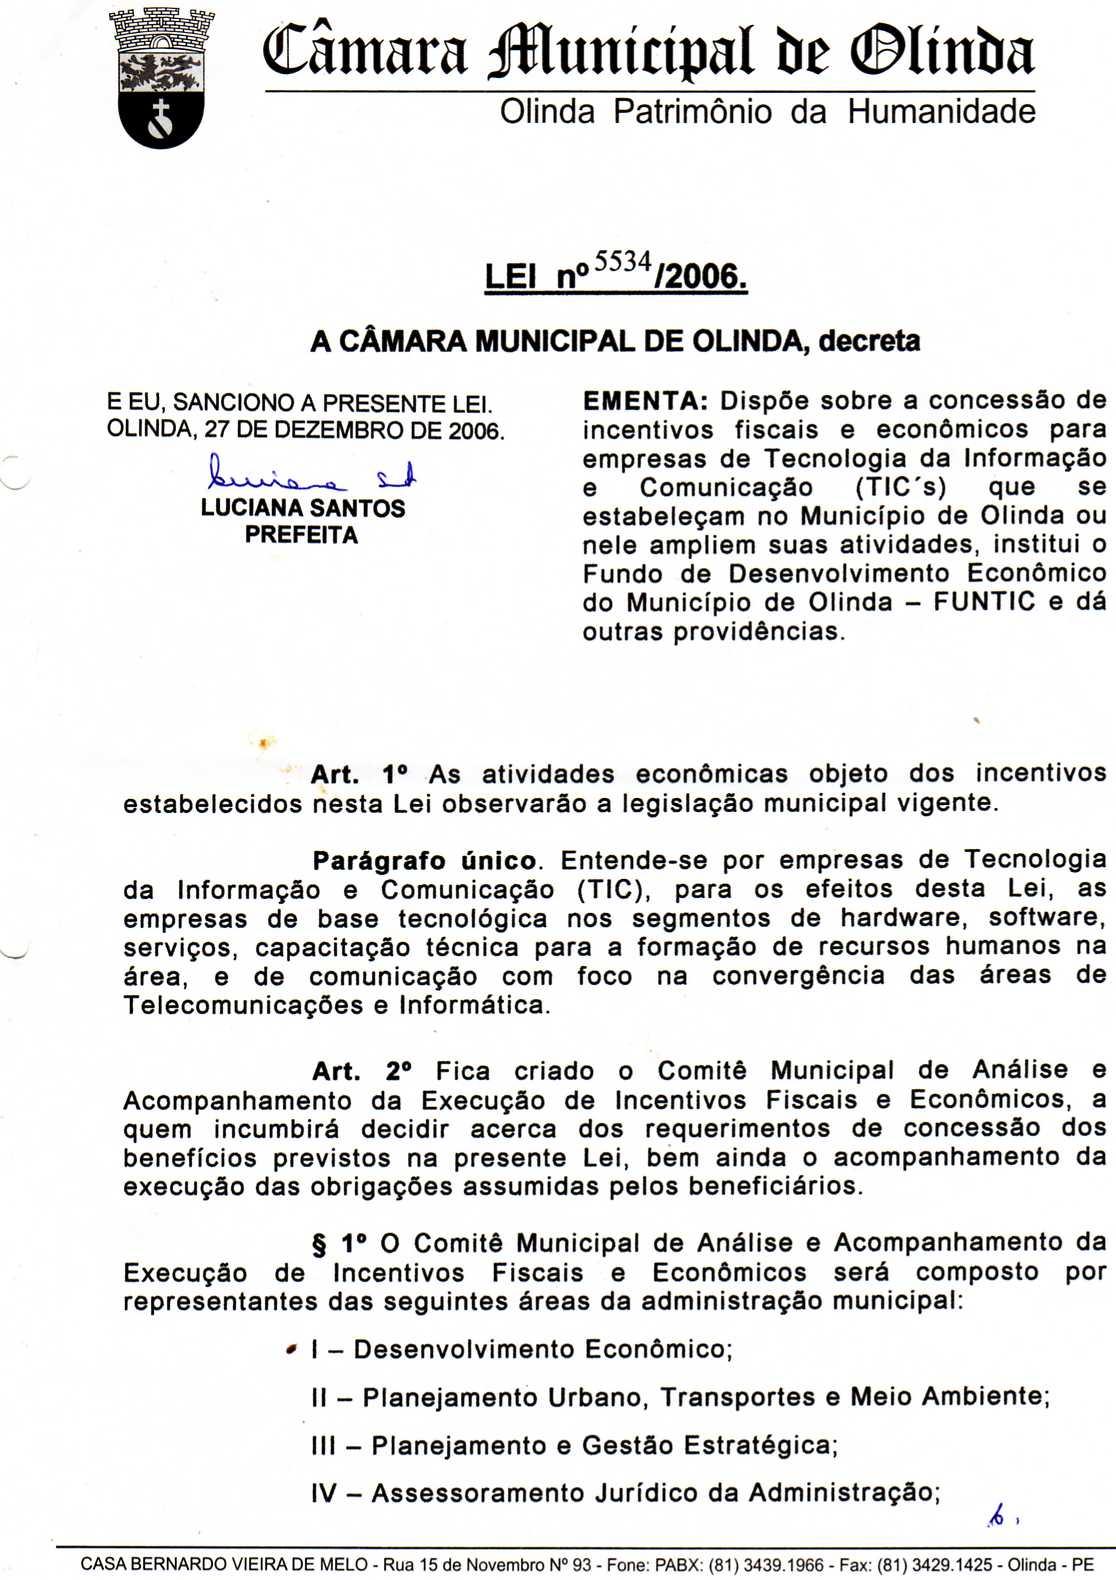 Câmara Municipal de Olinda
Olinda Patrimônio da Humanidade
LEI nº 5534/2006.
A CÂMARA MUNICIPAL DE OLINDA, decreta
E EU, SANCIONO A PRESENTE LEI.
OLINDA, 27 DE DEZEMBRO DE 2006.
LUCIANA SANTOS
PREFEITA
EMENTA: Dispõe sobre a concessão de
incentivos fiscais e econômicos para
empresas de Tecnologia da Informação
e Comunicação (TIC´s) que se
estabeleçam no Município de Olinda ou
nele ampliem suas atividades, institui o
Fundo de Desenvolvimento Econômico
do Município de Olinda – FUNTIC e dá
outras providências.
Art. 1º As atividades econômicas objeto dos incentivos
estabelecidos nesta Lei observarão a legislação municipal vigente.
Parágrafo único. Entende-se por empresas de Tecnologia
da Informação e Comunicação (TIC), para os efeitos desta Lei, as
empresas de base tecnológica nos segmentos de hardware, software,
serviços, capacitação técnica para a formação de recursos humanos na
área, e de comunicação com foco na convergência das áreas de
Telecomunicações e Informática.
Art. 2º Fica criado o Comitê Municipal de Análise e
Acompanhamento da Execução de Incentivos Fiscais e Econômicos, a
quem incumbirá decidir acerca dos requerimentos de concessão dos
benefícios previstos na presente Lei, bem ainda o acompanhamento da
execução das obrigações assumidas pelos beneficiários.
§ 1º O Comitê Municipal de Análise e Acompanhamento da
Execução de Incentivos Fiscais e Econômicos será composto por
representantes das seguintes áreas da administração municipal:
I – Desenvolvimento Econômico;
II – Planejamento Urbano, Transportes e Meio Ambiente;
III – Planejamento e Gestão Estratégica;
IV – Assessoramento Jurídico da Administração;
CASA BERNARDO VIEIRA DE MELO - Rua 15 de Novembro Nº 93 - Fone: PABX: (81) 3439.1966 - Fax: (81) 3429.1425 - Olinda - PE